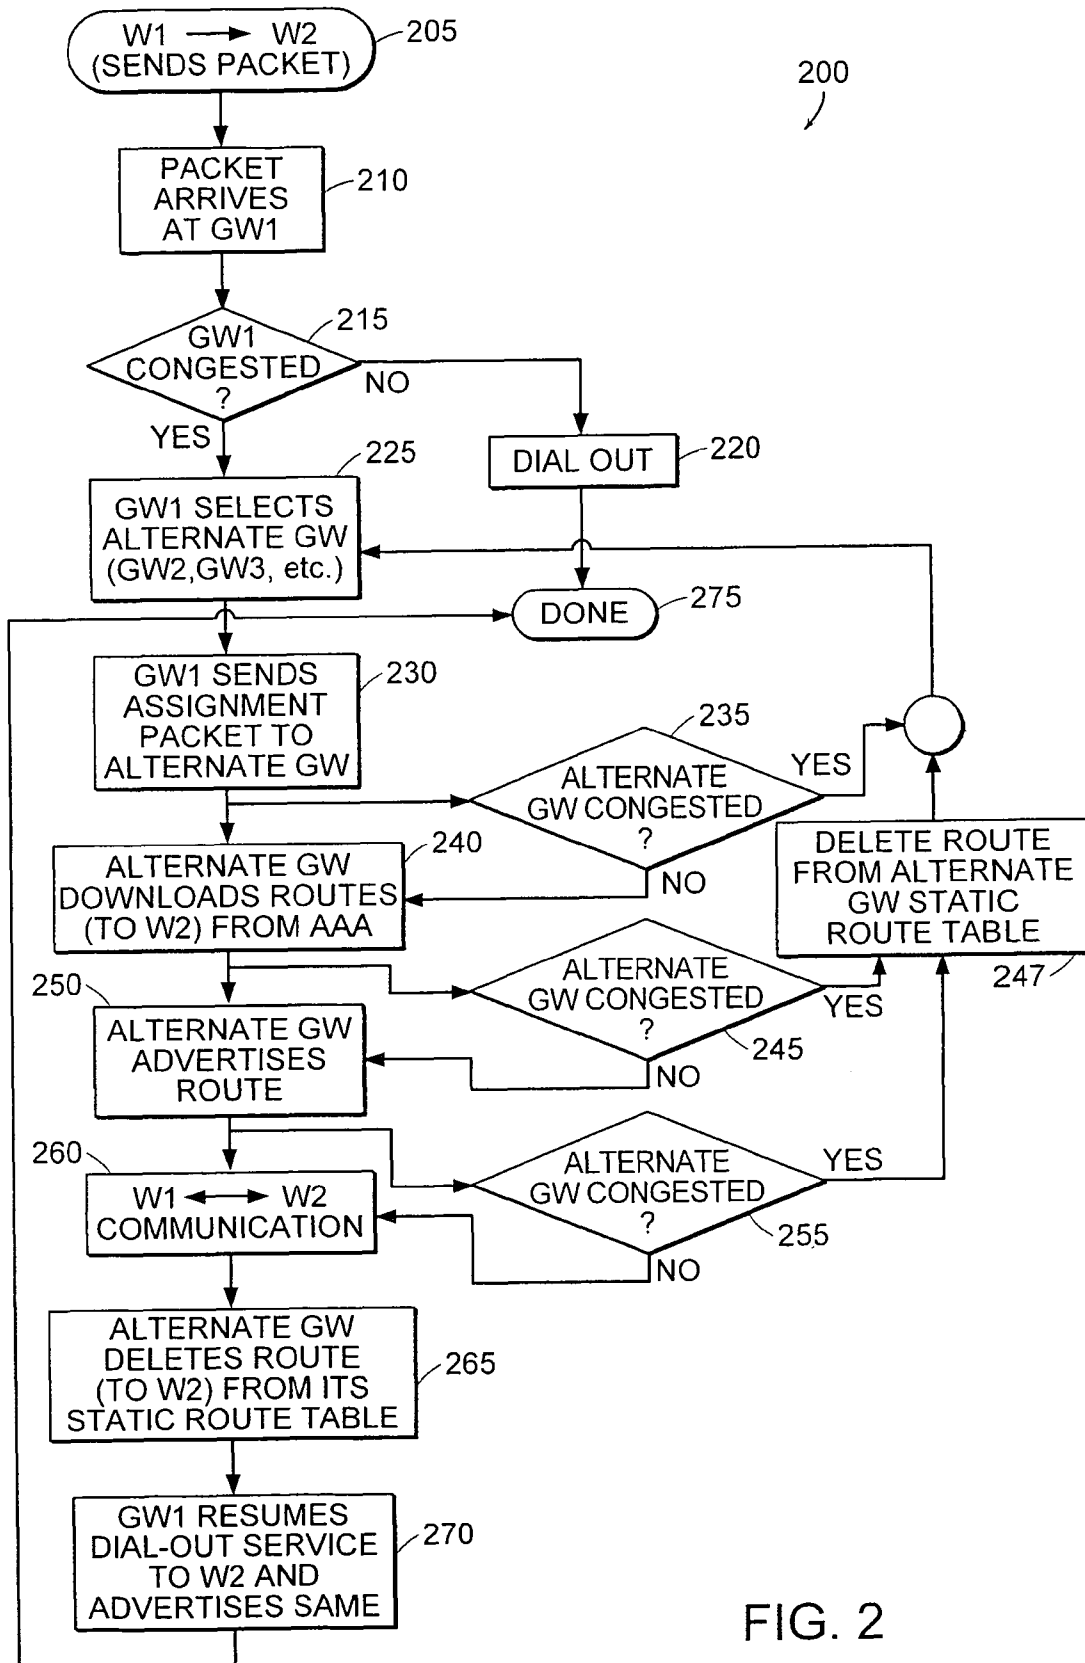 W1 → W2
(SENDS PACKET)
205
200
PACKET
ARRIVES
AT GW1
210
GW1
CONGESTED
?
215
NO
YES
DIAL OUT
220
225
GW1 SELECTS
ALTERNATE GW
(GW2,GW3, etc.)
DONE
275
GW1 SENDS
ASSIGNMENT
PACKET TO
ALTERNATE GW
230
235
ALTERNATE
GW CONGESTED
?
YES
NO
240
ALTERNATE GW
DOWNLOADS ROUTES
(TO W2) FROM AAA
DELETE ROUTE
FROM ALTERNATE
GW STATIC
ROUTE TABLE
247
ALTERNATE
GW CONGESTED
?
YES
245
NO
250
ALTERNATE GW
ADVERTISES
ROUTE
ALTERNATE
GW CONGESTED
?
YES
255
NO
260
W1 ↔ W2
COMMUNICATION
ALTERNATE GW
DELETES ROUTE
(TO W2) FROM ITS
STATIC ROUTE TABLE
265
GW1 RESUMES
DIAL-OUT SERVICE
TO W2 AND
ADVERTISES SAME
270
FIG. 2